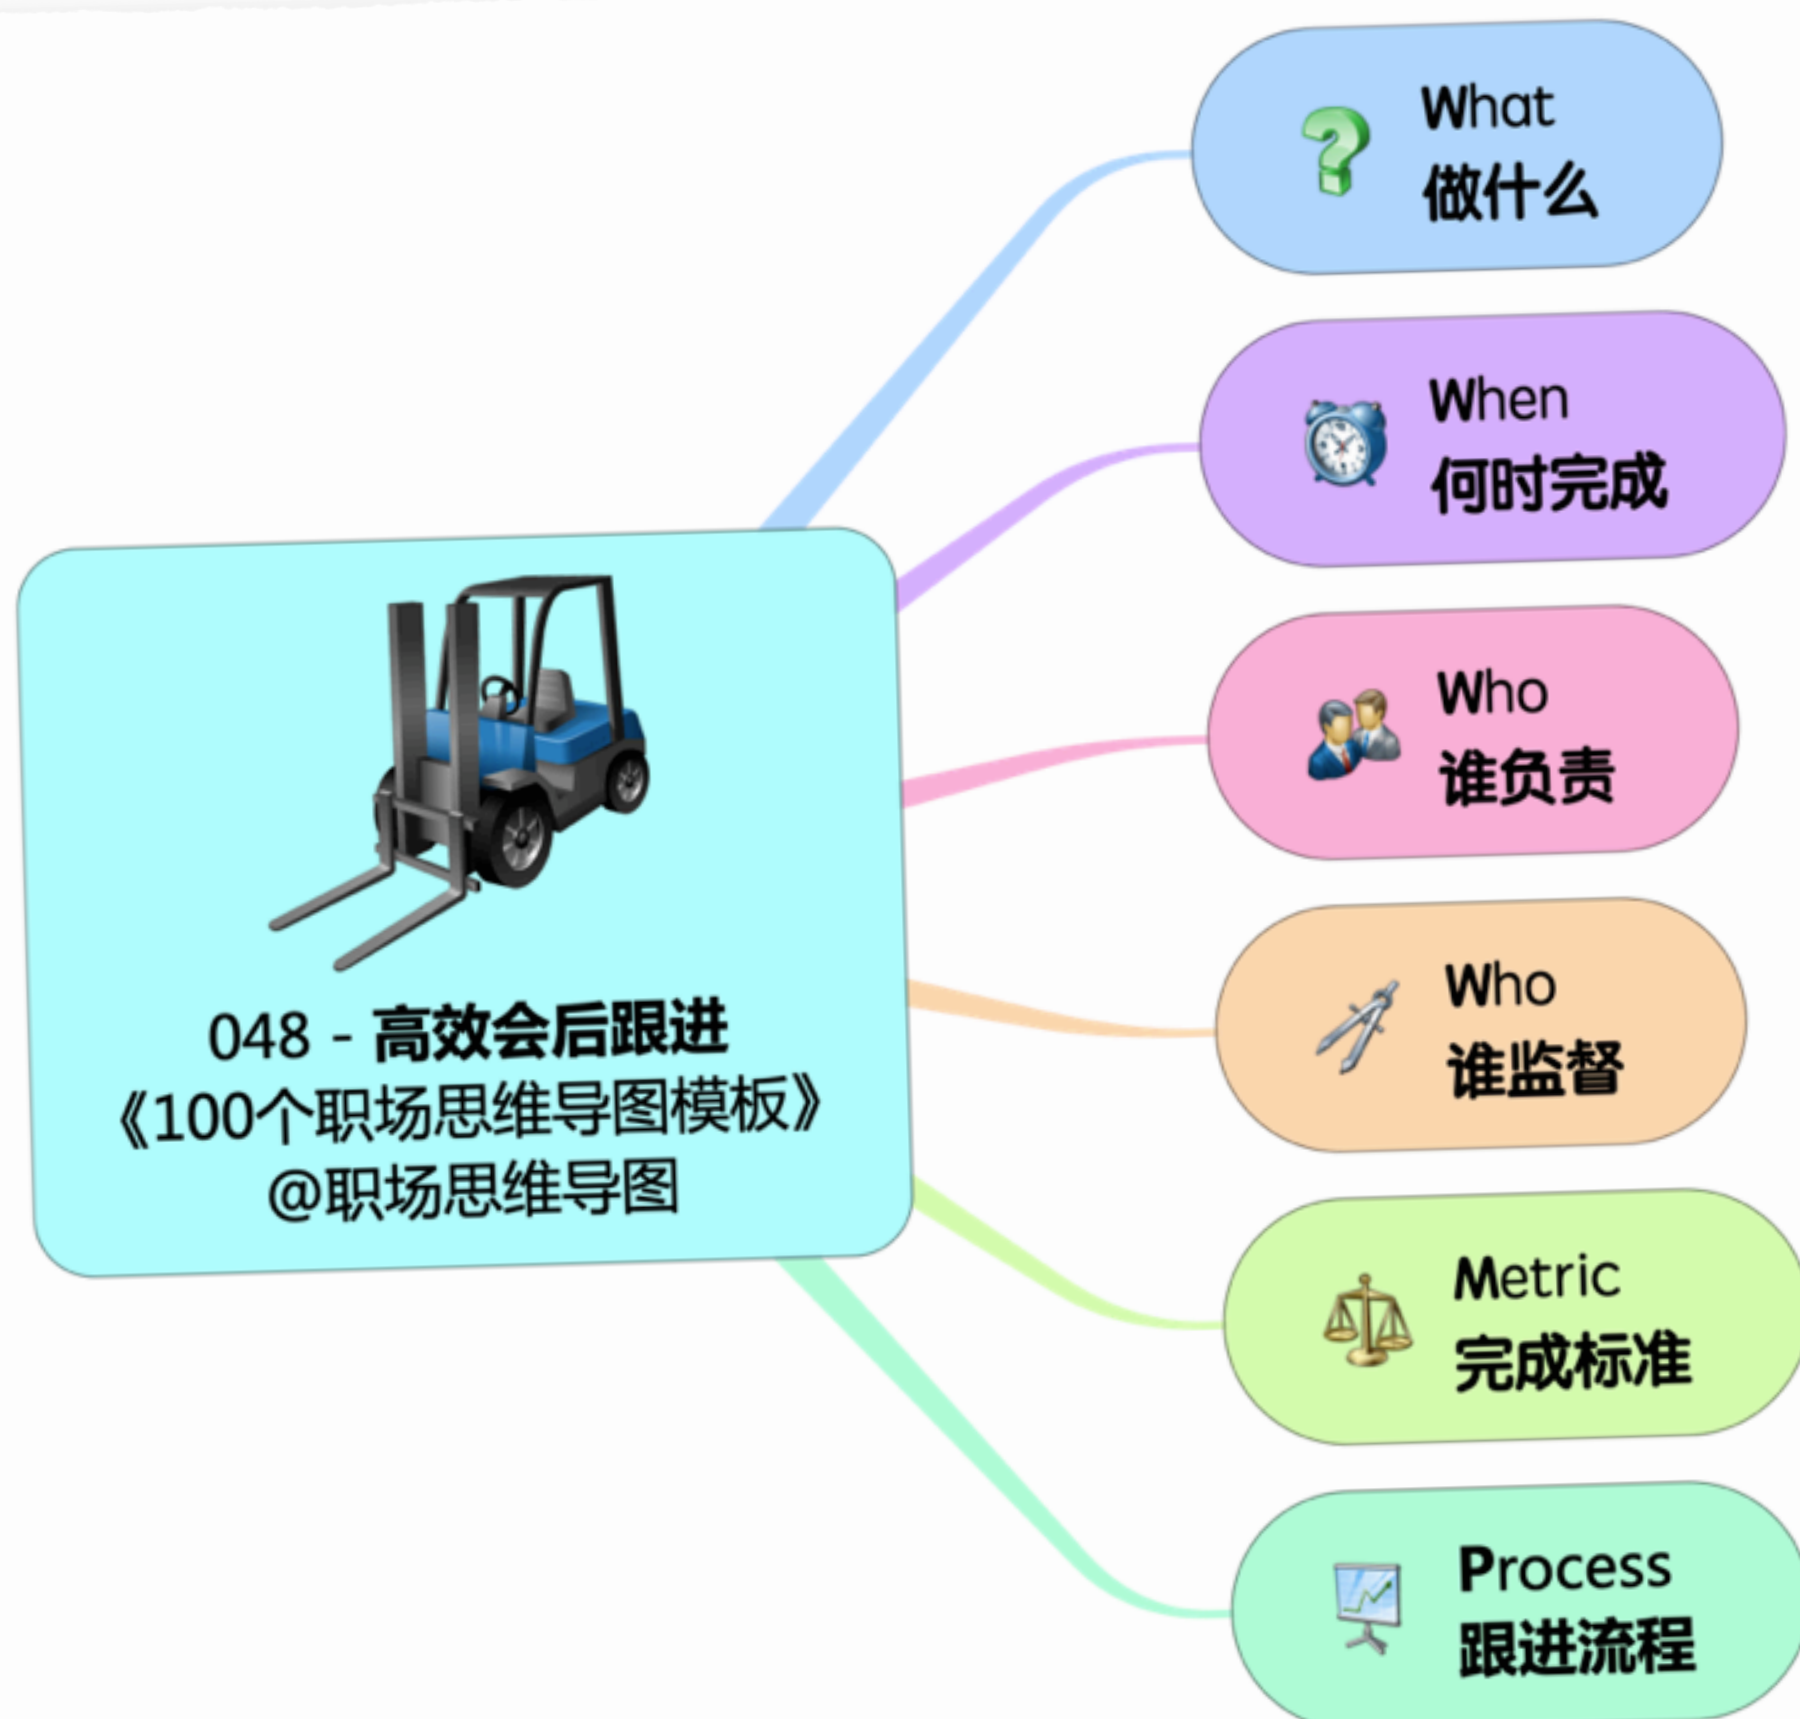 048 - 高效会后跟进
《100个职场思维导图模板》
@职场思维导图
What
做什么
When
何时完成
Who
谁负责
Who
谁监督
Metric
完成标准
Process
跟进流程